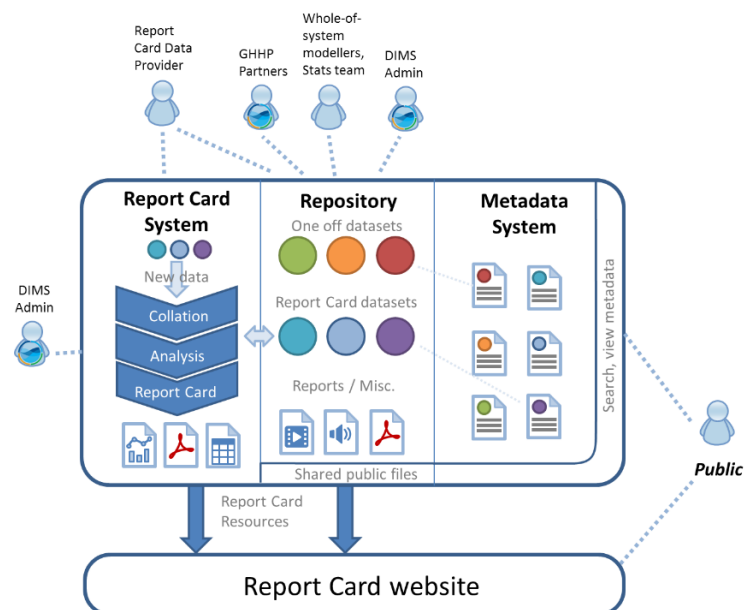 Report
Card Data
Provider
GHHP
Partners
Whole-of-
system
modellers,
Stats team
DIMS
Admin
Report Card
System
Repository
Metadata
System
One off datasets
New data
Report Card datasets
Collation
Analysis
Report Card
Reports / Misc.
Search, view metadata
DIMS
Admin
Public
Shared public files
Report Card
Resources
Report Card website